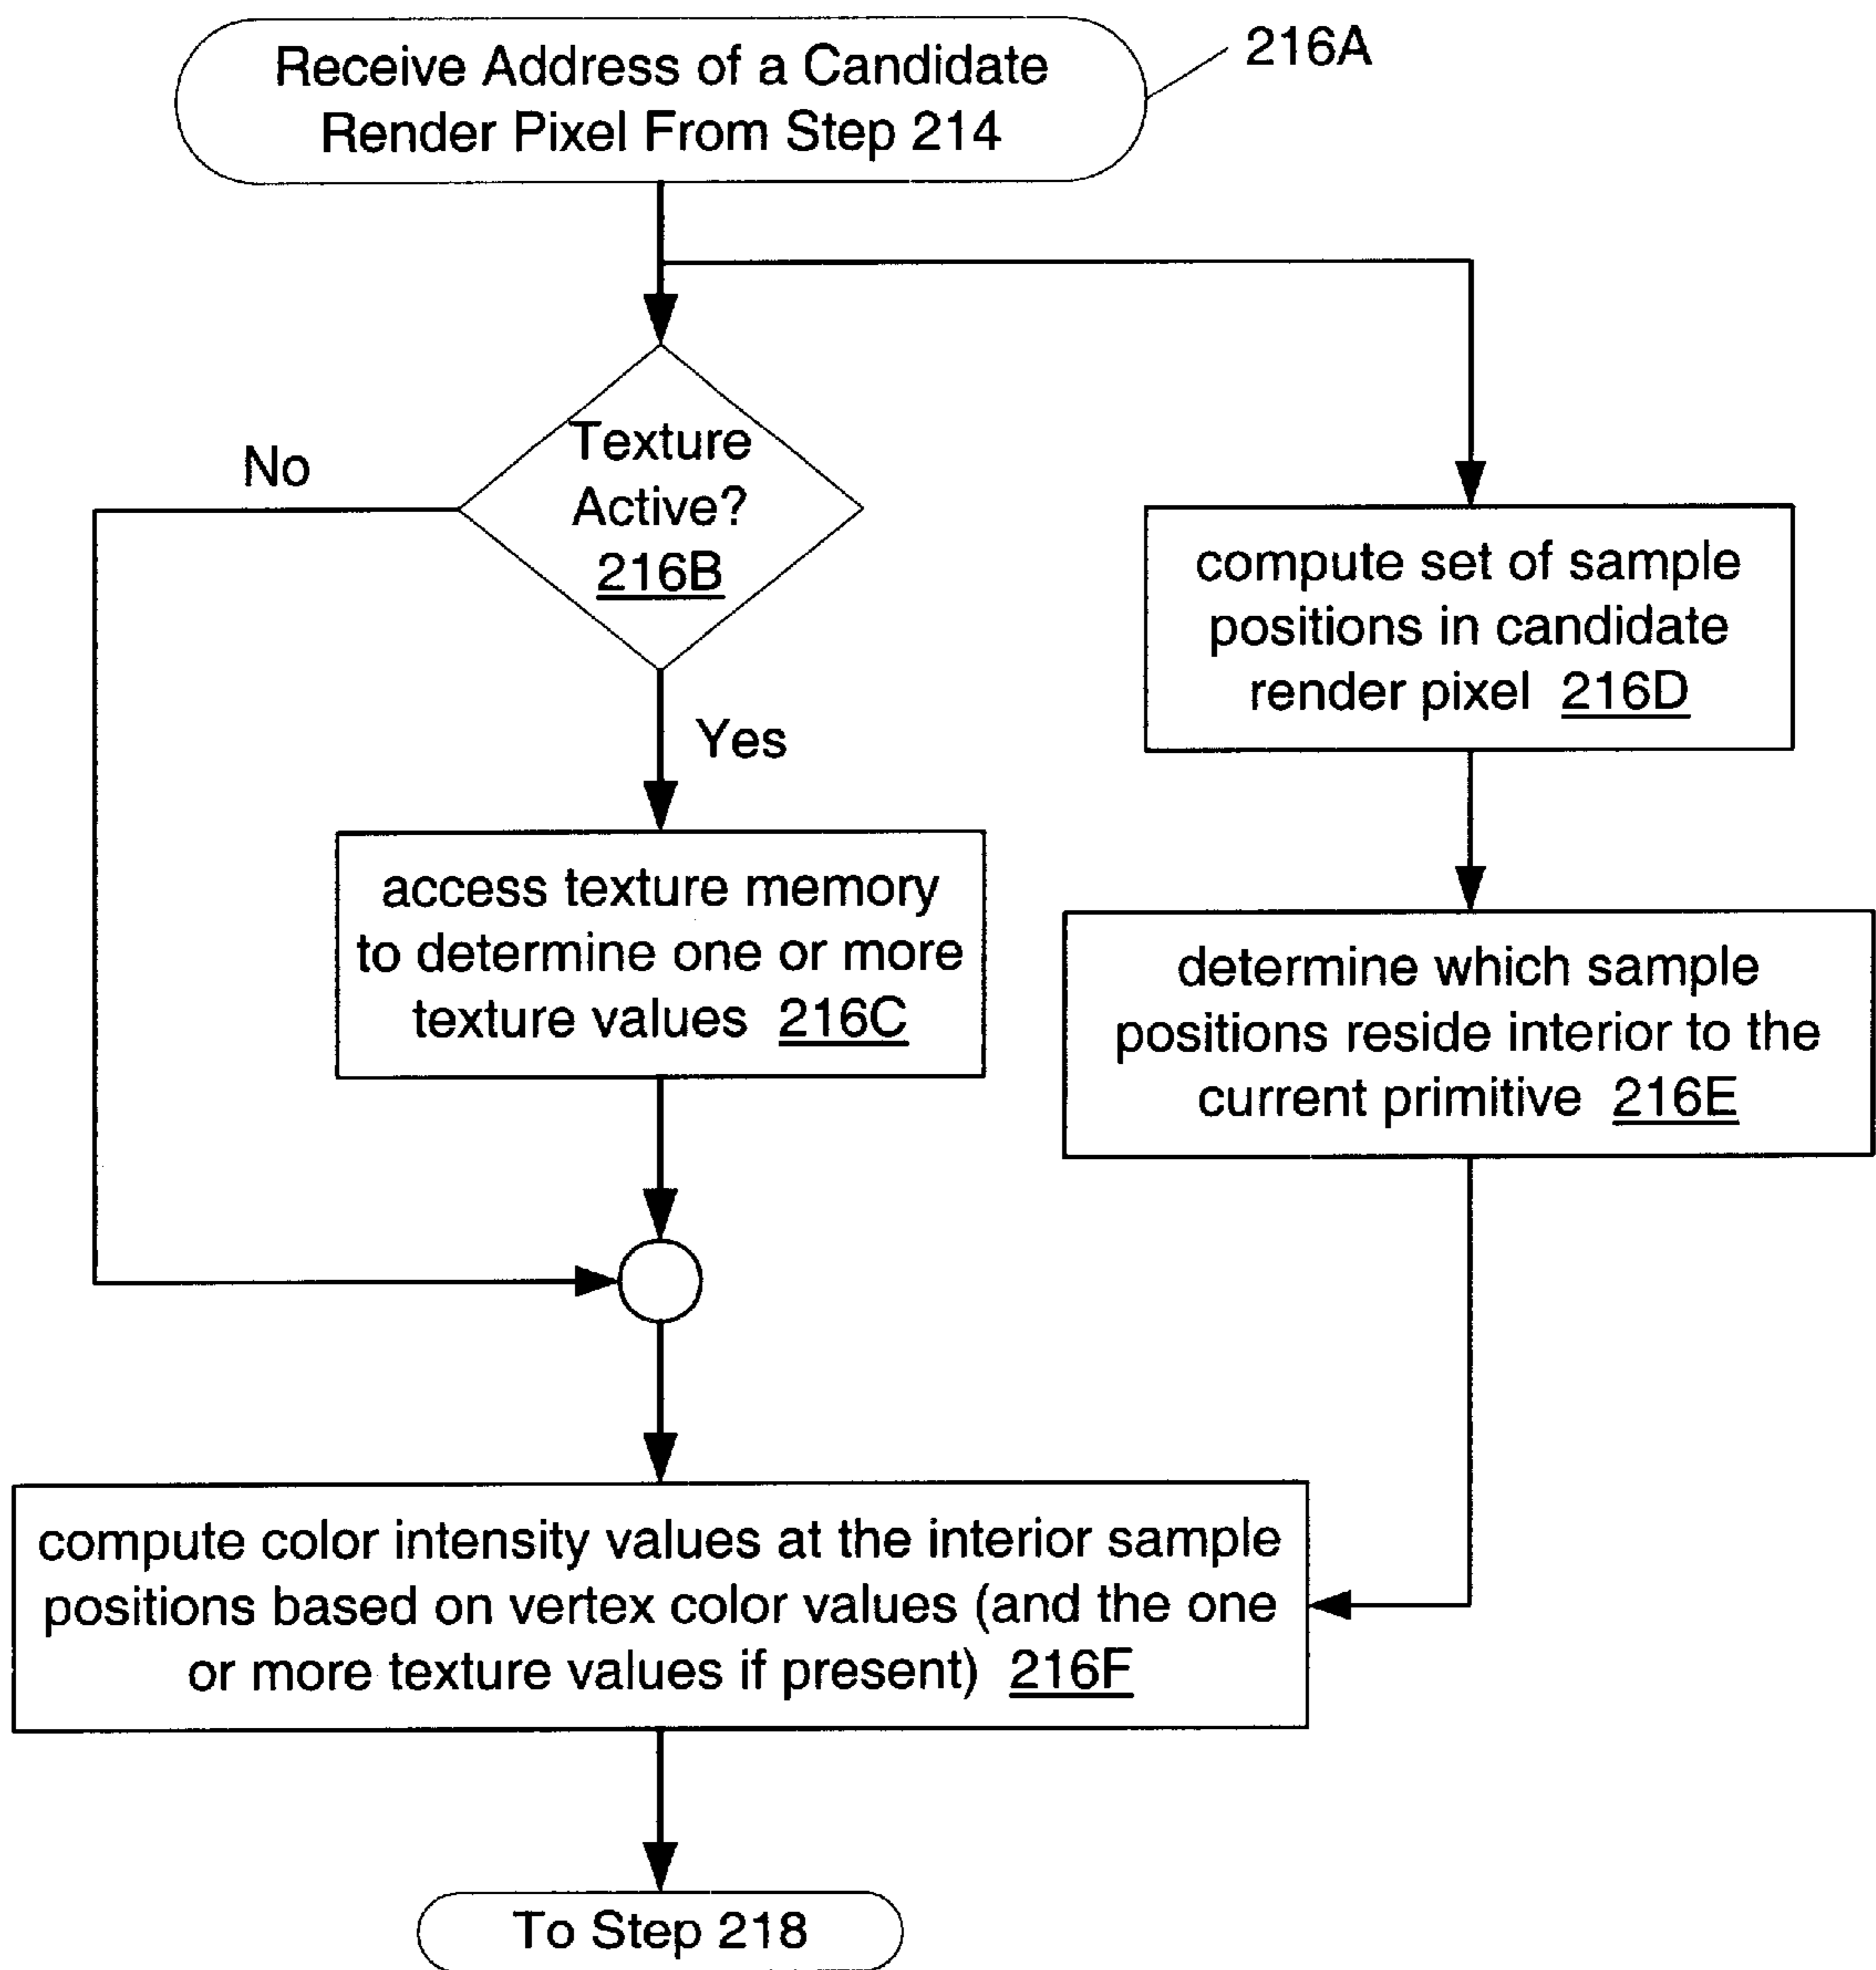 Receive Address of a Candidate
Render Pixel From Step 214
216A
Texture
Active?
216B
No
Yes
compute set of sample
positions in candidate
render pixel 216D
access texture memory
to determine one or more
texture values 216C
determine which sample
positions reside interior to the
current primitive 216E
compute color intensity values at the interior sample
positions based on vertex color values (and the one
or more texture values if present) 216F
To Step 218